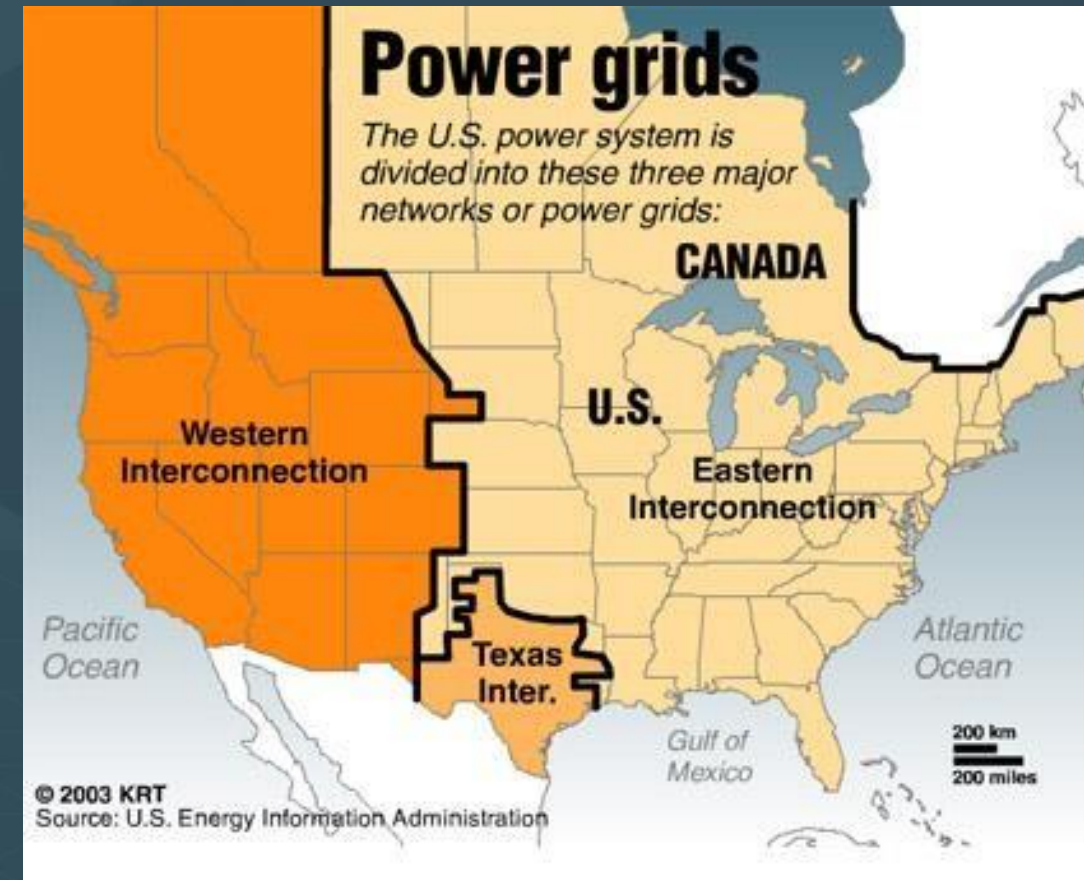 Power grids
The U.S. power system is
divided into these three major
networks or power grids:
CANADA
U.S.
Western
Interconnection
Eastern
Interconnection
Pacific
Ocean
Texas
Inter.
Atlantic
Ocean
Gulf of
Mexico
200 km
200 miles
© 2003 KRT
Source: U.S. Energy Information Administration